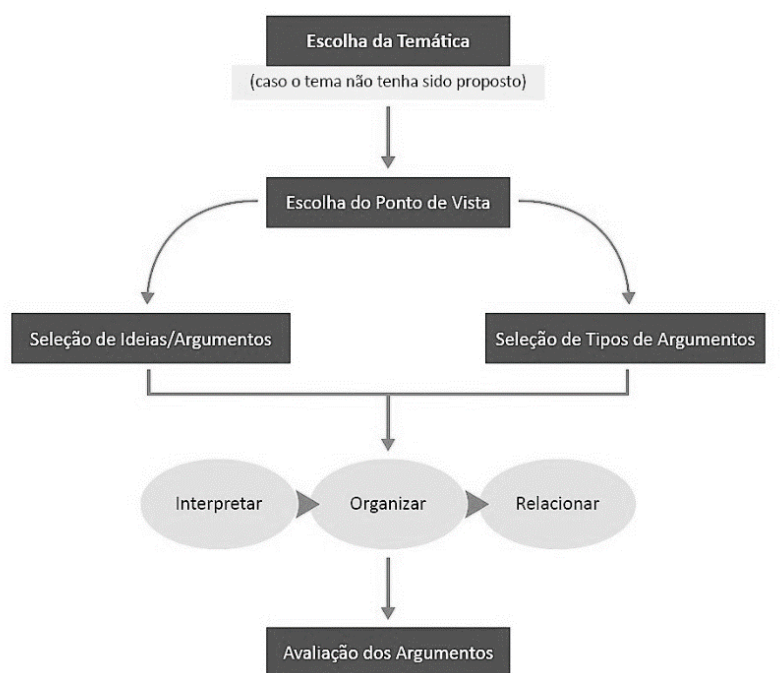 Escolha da Temática
(caso o tema não tenha sido proposto)
Escolha do Ponto de Vista
Seleção de Ideias/Argumentos
Seleção de Tipos de Argumentos
Interpretar
Organizar
Relacionar
Avaliação dos Argumentos